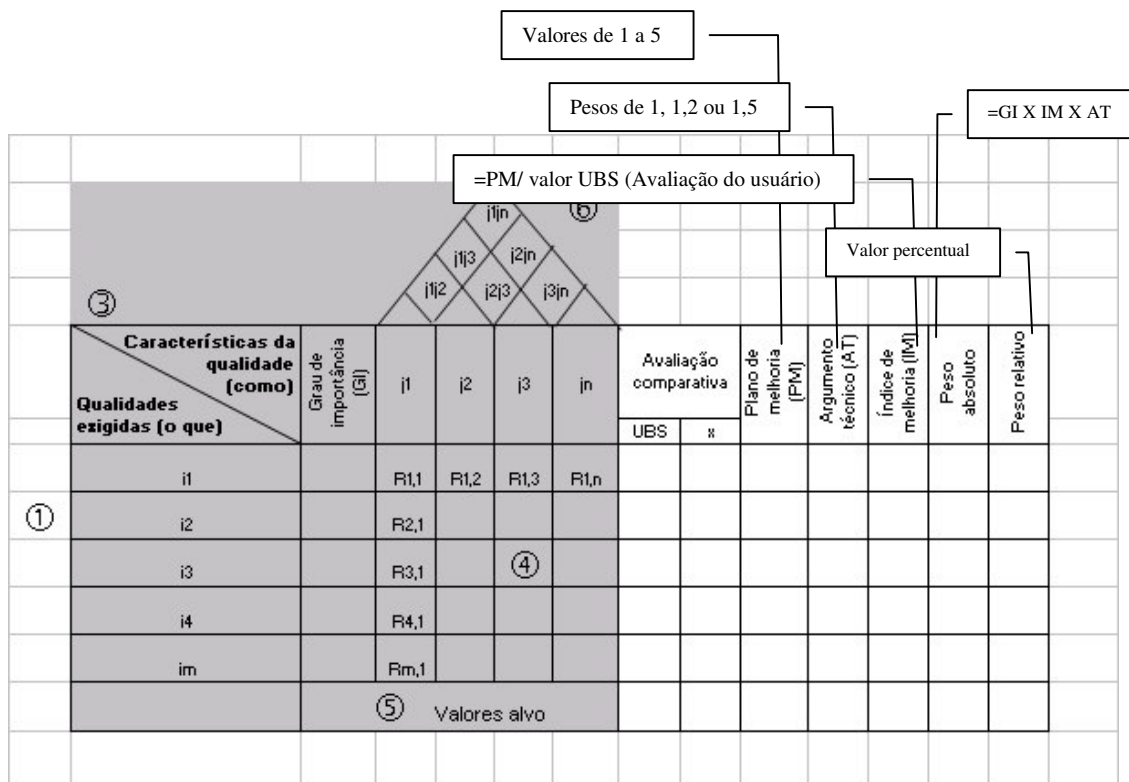 Valores de 1 a 5
Pesos de 1, 1,2 ou 1,5
=GI X IM X AT
=PM/ valor UBS (Avaliação do usuário)
Valor percentual
⑥
j1jn
j1j3
j2jn
j1j2
j2j3
j3jn
③
Características da
qualidade
(como)
Qualidades
exigidas (o que)
Grau de
importância
(GI)
j1
j2
j3
jn
Avaliação
comparativa
UBS
x
Plano de
melhoria
(PM)
Argumento
técnico (AT)
Índice de
melhoria (IM)
Peso
absoluto
Peso relativo
i1 R1,1 R1,2 R1,3 R1,n
① i2 R2,1
i3 R3,1 ④
i4 R4,1
im Rm,1
⑤ Valores alvo